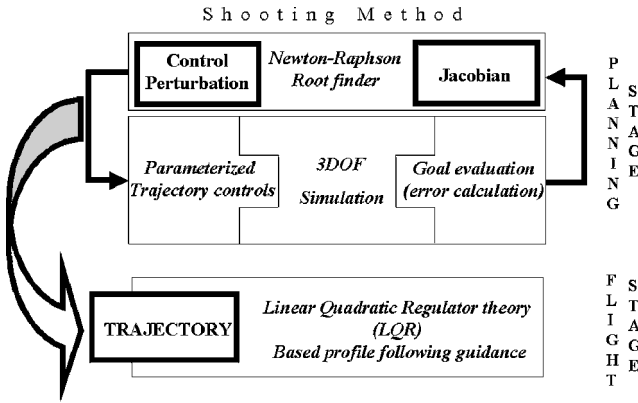 Shooting Method
Control
Perturbation
Newton-Raphson
Root finder
Jacobian
Parameterized
Trajectory controls
3DOF
Simulation
Goal evaluation
(error calculation)
PLANNING
STAGE
TRAJECTORY
Linear Quadratic Regulator theory
(LQR)
Based profile following guidance
FLIGHT
STAGE